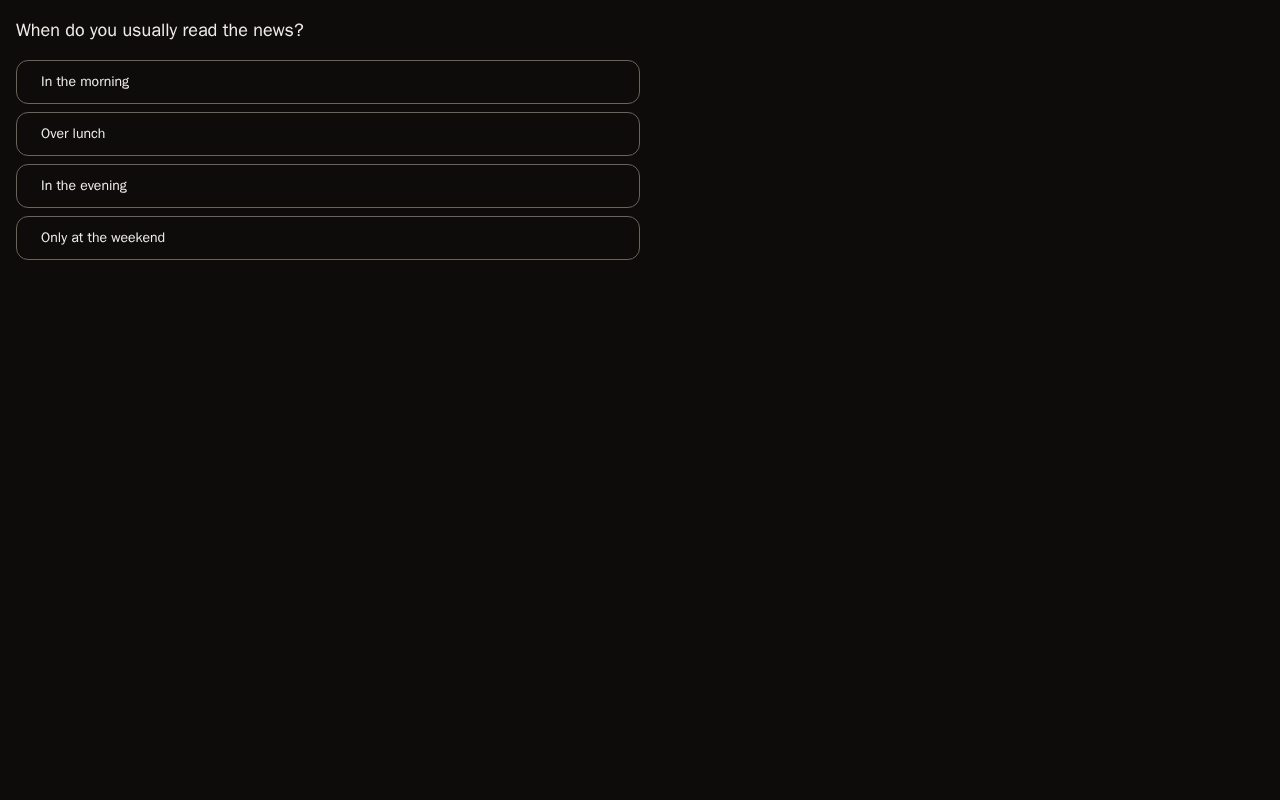 When do you usually read the news?
In the morning
Over lunch
In the evening
Only at the weekend